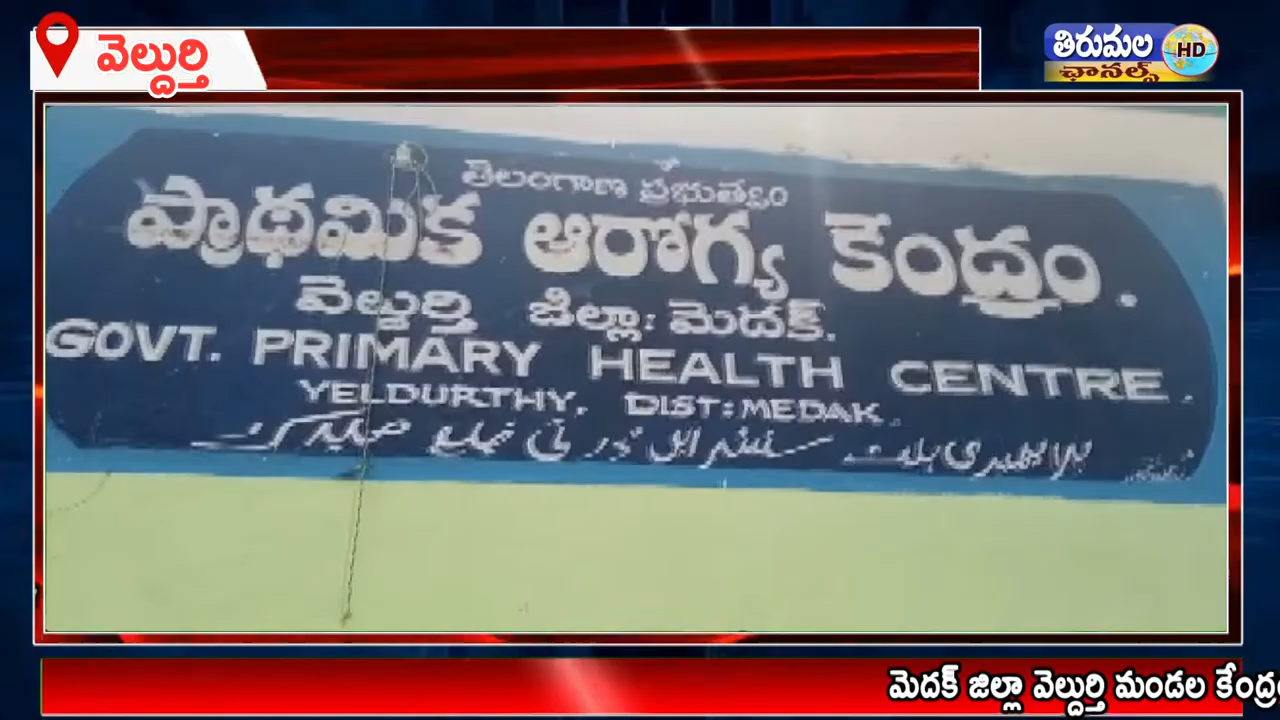 వెల్దుర్తి
తిరుమల
HD
ఛానల్స్
తెలంగాణ ప్రభుత్వం
ప్రాథమిక ఆరోగ్య కేంద్రం.
వెల్దుర్తి జిల్లా: మెదక్.
GOVT. PRIMARY HEALTH CENTRE.
YELDURTHY. DIST: MEDAK.
మెదక్ జిల్లా వెల్దుర్తి మండల